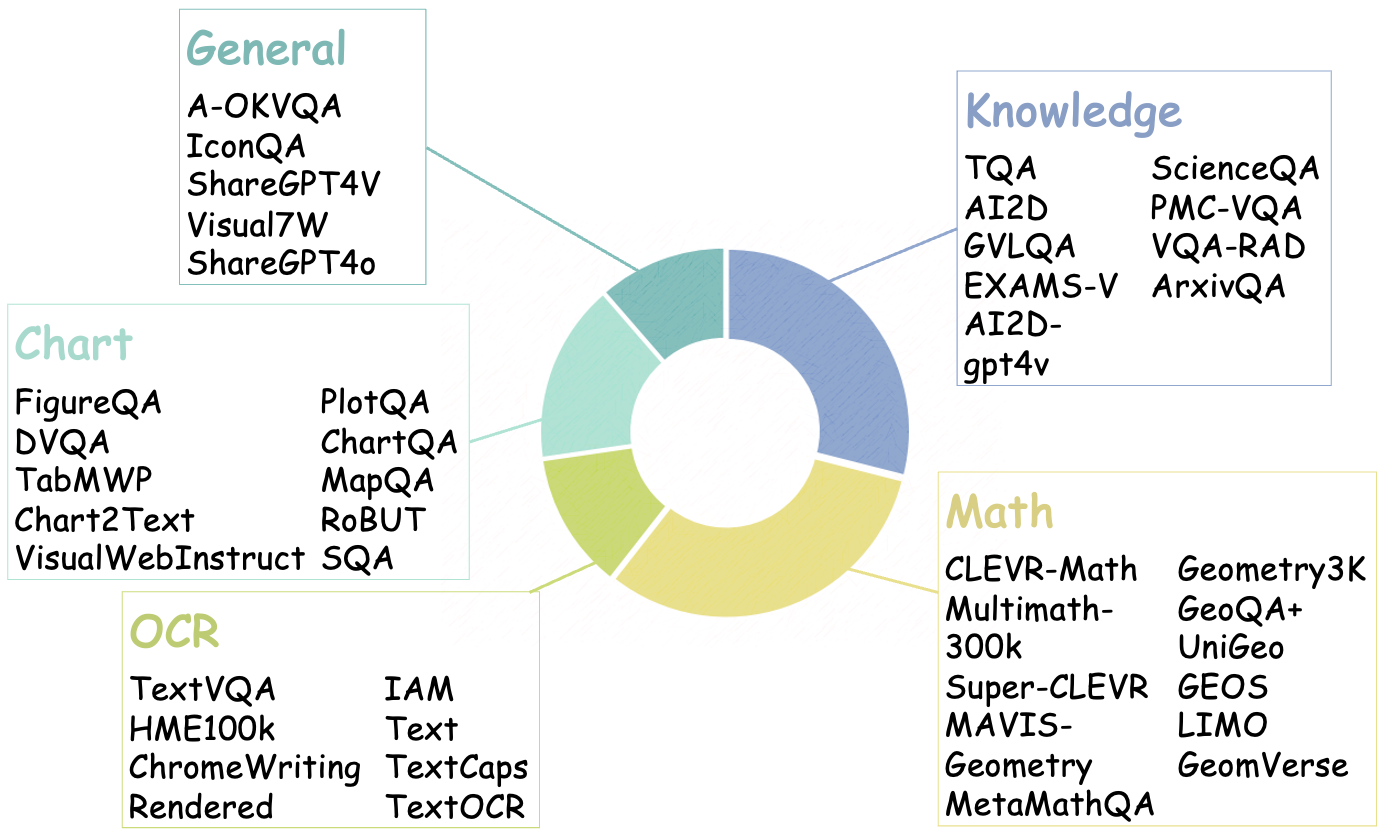 General
A-OKVQA
IconQA
ShareGPT4V
Visual7W
ShareGPT4o
Knowledge
TQA
AI2D
GVLQA
EXAMS-V
AI2D-
gpt4v
ScienceQA
PMC-VQA
VQA-RAD
ArxivQA
Chart
FigureQA
DVQA
TabMWP
Chart2Text
VisualWebInstruct
PlotQA
ChartQA
MapQA
RoBUT
SQA
Math
CLEVR-Math
Multimath-
300k
Super-CLEVR
MAVIS-
Geometry
MetaMathQA
Geometry3K
GeoQA+
UniGeo
GEOS
LIMO
GeomVerse
OCR
TextVQA
HME100k
ChromeWriting
Rendered
IAM
Text
TextCaps
TextOCR